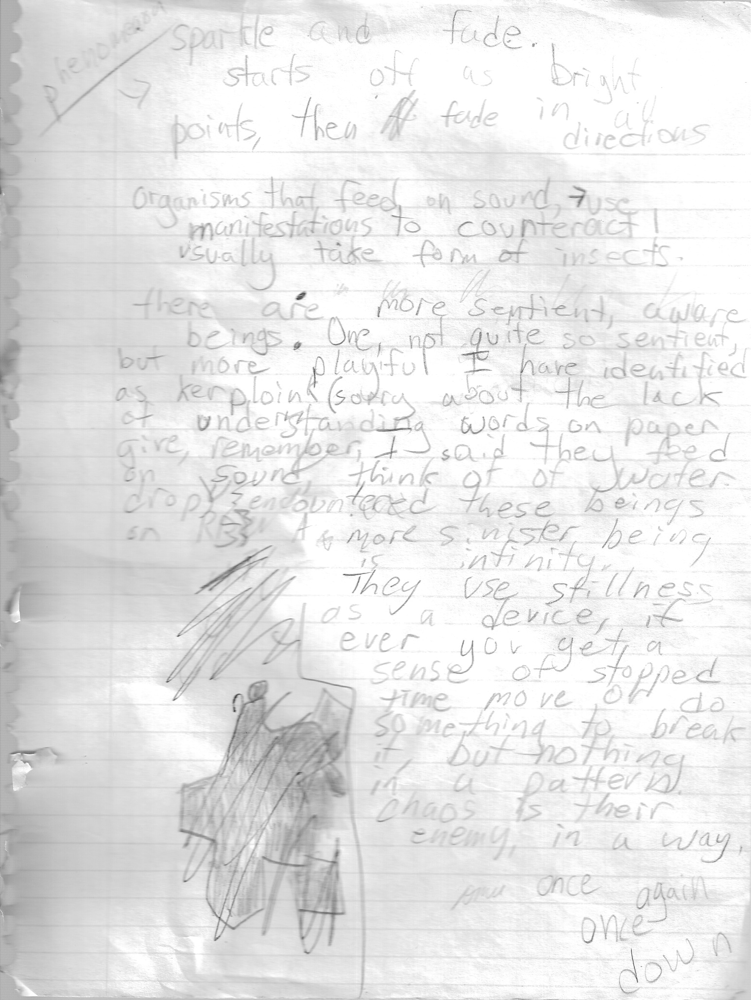 phenomenon
sparkle and fade.
starts off as bright
points, then fade in all
directions
organisms that feed on sound, → use
manifestations to counteract!
usually take form of insects.
there are more sentient, aware
beings. One, not quite so sentient,
but more playful I have identified
as kerploink (sorry about the lack
of understanding words on paper
give, remember, I said they feed
on sound, think of of water
drop) encountered these beings
on A more sinister being
is infinity.
They use stillness
as a device, if
ever you get a
sense of stopped
time move or do
something to break
it, but nothing
in a pattern.
chaos is their
enemy, in a way.
once again
once
down